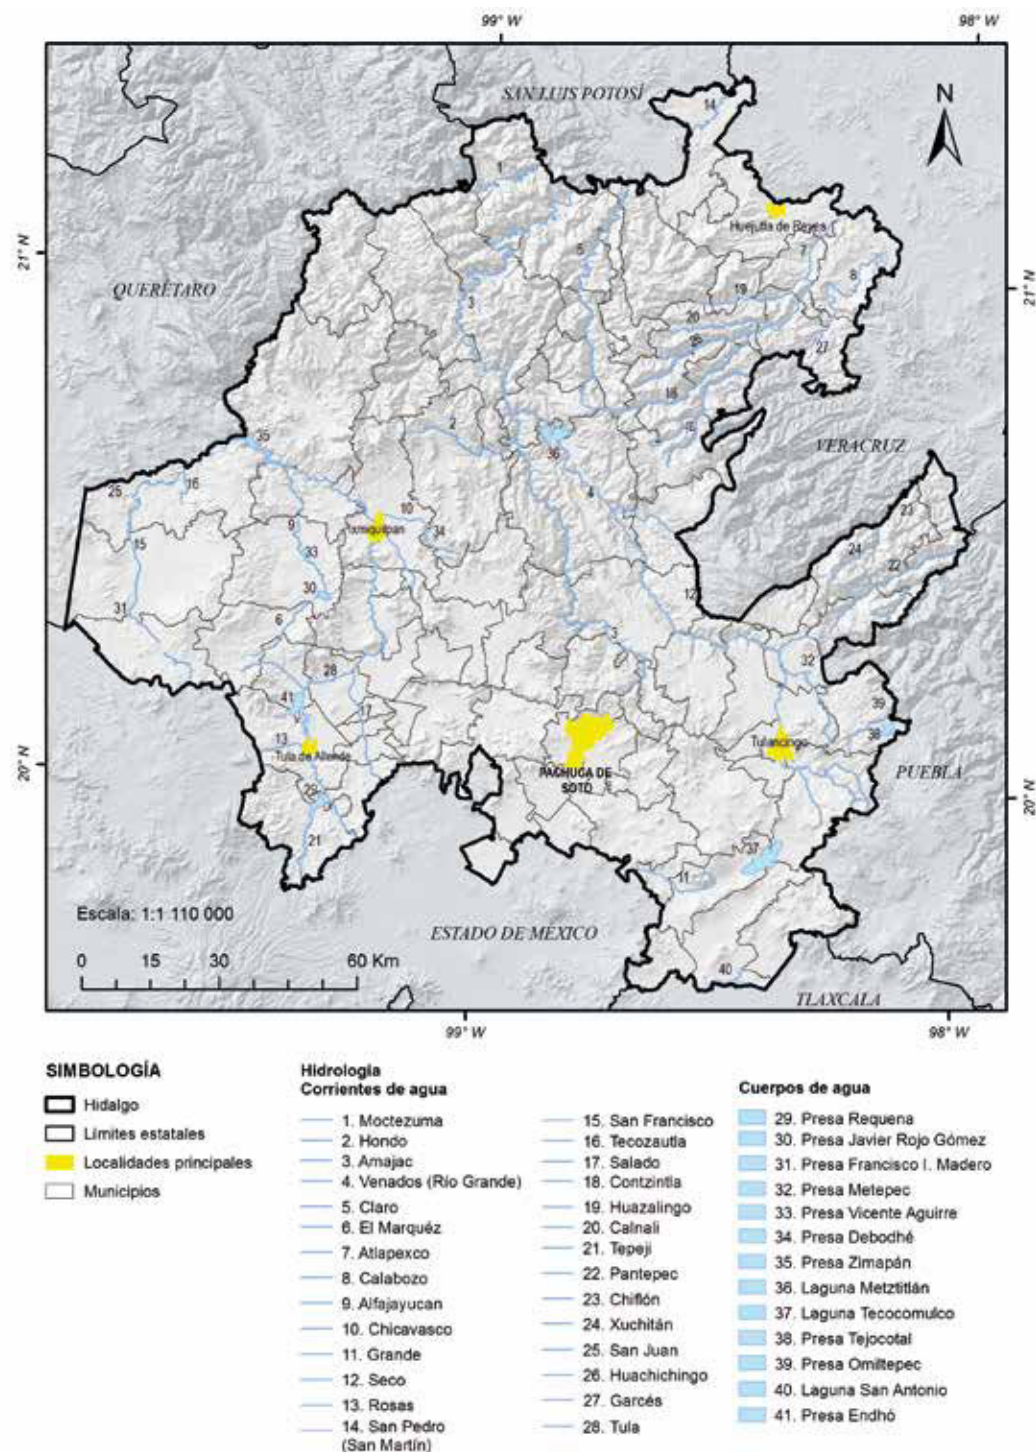 99° W
98° W
SAN LUIS POTOSÍ
N
14
1
Huejutla de Reyes
7
21° N
5
8
QUERÉTARO
3
19
21° N
20
27
18
2
VERACRUZ
35
36
25
16
4
23
10
Ixmiquilpan
9
34
24
15
33
22
30
12
31
6
3
28
32
41
17
39
13
38
Tula de Allende
Tulancingo
20° N
PACHUCA DE
SOTO
PUEBLA
20° N
29
21
37
11
Escala: 1:1 110 000
ESTADO DE MÉXICO
0 15 30 60 Km
40
TLAXCALA
99° W
98° W
SIMBOLOGÍA
Hidalgo
Límites estatales
Localidades principales
Municipios
Hidrología
Corrientes de agua
1. Moctezuma
2. Hondo
3. Amajac
4. Venados (Río Grande)
5. Claro
6. El Marquéz
7. Atlapexco
8. Calabozo
9. Alfajayucan
10. Chicavasco
11. Grande
12. Seco
13. Rosas
14. San Pedro
(San Martín)
15. San Francisco
16. Tecozautla
17. Salado
18. Contzintla
19. Huazalingo
20. Calnali
21. Tepeji
22. Pantepec
23. Chiflón
24. Xuchitán
25. San Juan
26. Huachichingo
27. Garcés
28. Tula
Cuerpos de agua
29. Presa Requena
30. Presa Javier Rojo Gómez
31. Presa Francisco I. Madero
32. Presa Metepec
33. Presa Vicente Aguirre
34. Presa Debodhé
35. Presa Zimapán
36. Laguna Metztitlán
37. Laguna Tecocomulco
38. Presa Tejocotal
39. Presa Omiltepec
40. Laguna San Antonio
41. Presa Endhó